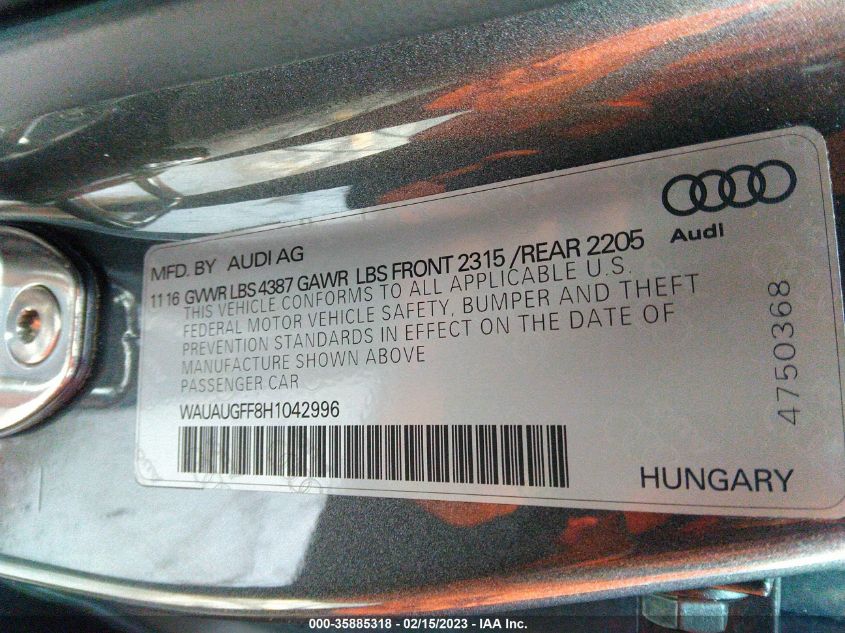 MFD. BY AUDI AG
11 16 GVWR LBS 4387 GAWR LBS FRONT 2315 / REAR 2205
THIS VEHICLE CONFORMS TO ALL APPLICABLE U.S.
FEDERAL MOTOR VEHICLE SAFETY, BUMPER AND THEFT
PREVENTION STANDARDS IN EFFECT ON THE DATE OF
MANUFACTURE SHOWN ABOVE
PASSENGER CAR
WAUAUGFF8H1042996
Audi
4750368
HUNGARY
000-35885318 - 02/15/2023 - IAA Inc.